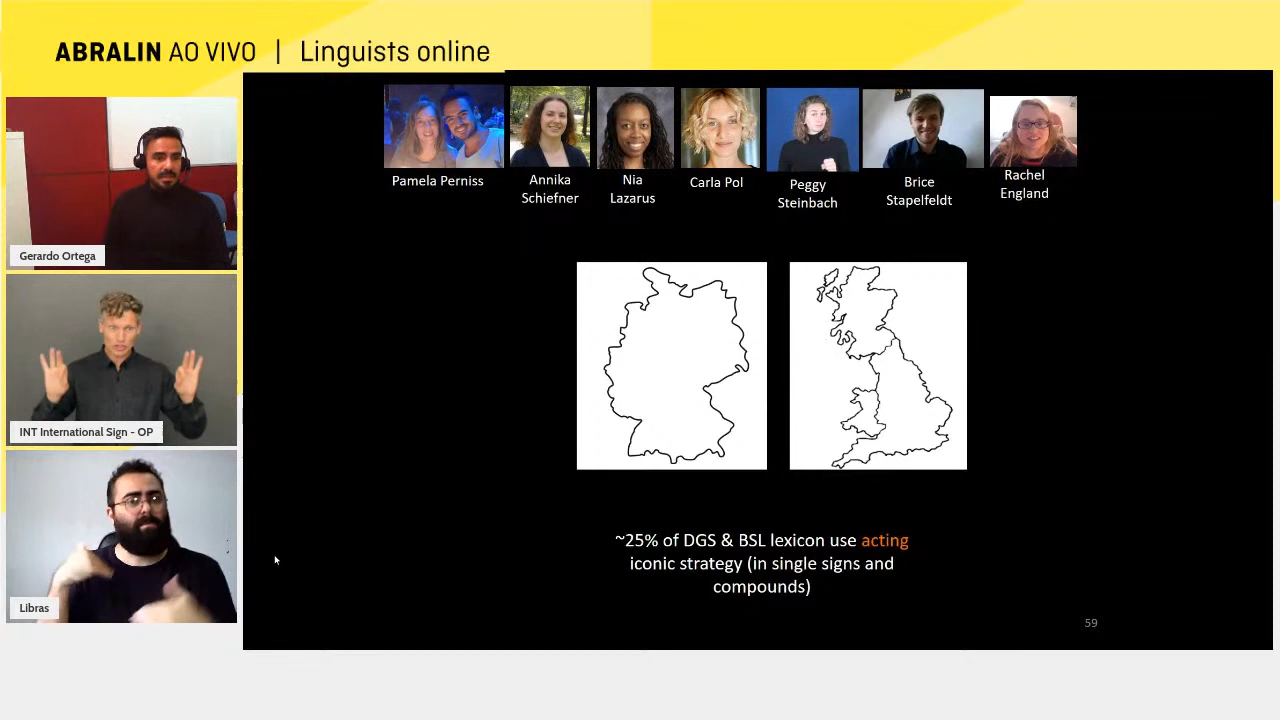 ABRALIN AO VIVO | Linguists online
Gerardo Ortega
INT International Sign - OP
Libras
Pamela Perniss
Annika
Schiefner
Nia
Lazarus
Carla Pol
Peggy
Steinbach
Brice
Stapelfeldt
Rachel
England
~25% of DGS & BSL lexicon use acting
iconic strategy (in single signs and
compounds)
59